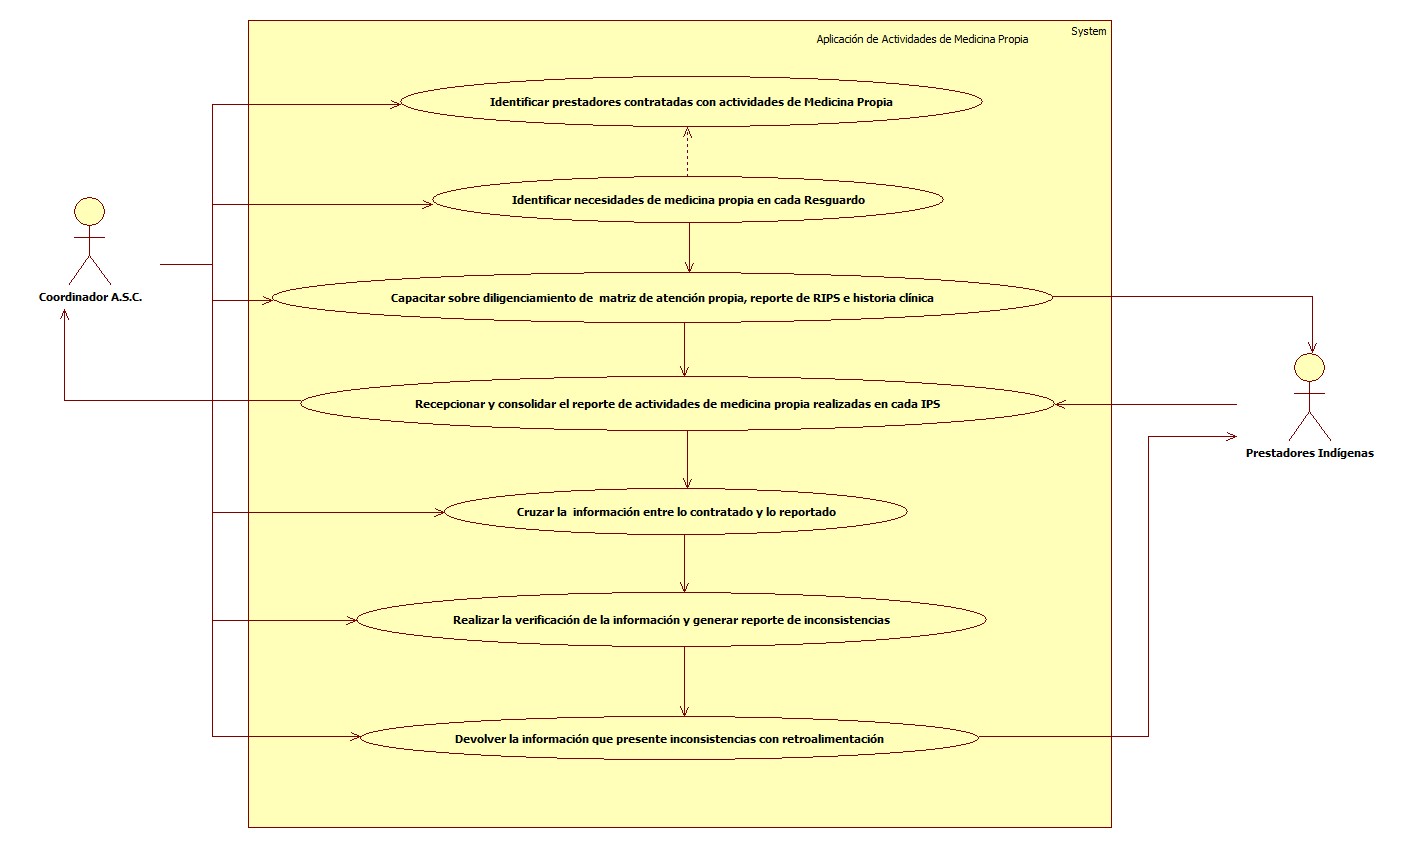 System
Aplicación de Actividades de Medicina Propia
Identificar prestadores contratadas con actividades de Medicina Propia
Identificar necesidades de medicina propia en cada Resguardo
Coordinador A.S.C.
Capacitar sobre diligenciamiento de  matriz de atención propia, reporte de RIPS e historia clínica
Recepcionar y consolidar el reporte de actividades de medicina propia realizadas en cada IPS
Prestadores Indígenas
Cruzar la  información entre lo contratado y lo reportado
Realizar la verificación de la información y generar reporte de inconsistencias
Devolver la información que presente inconsistencias con retroalimentación